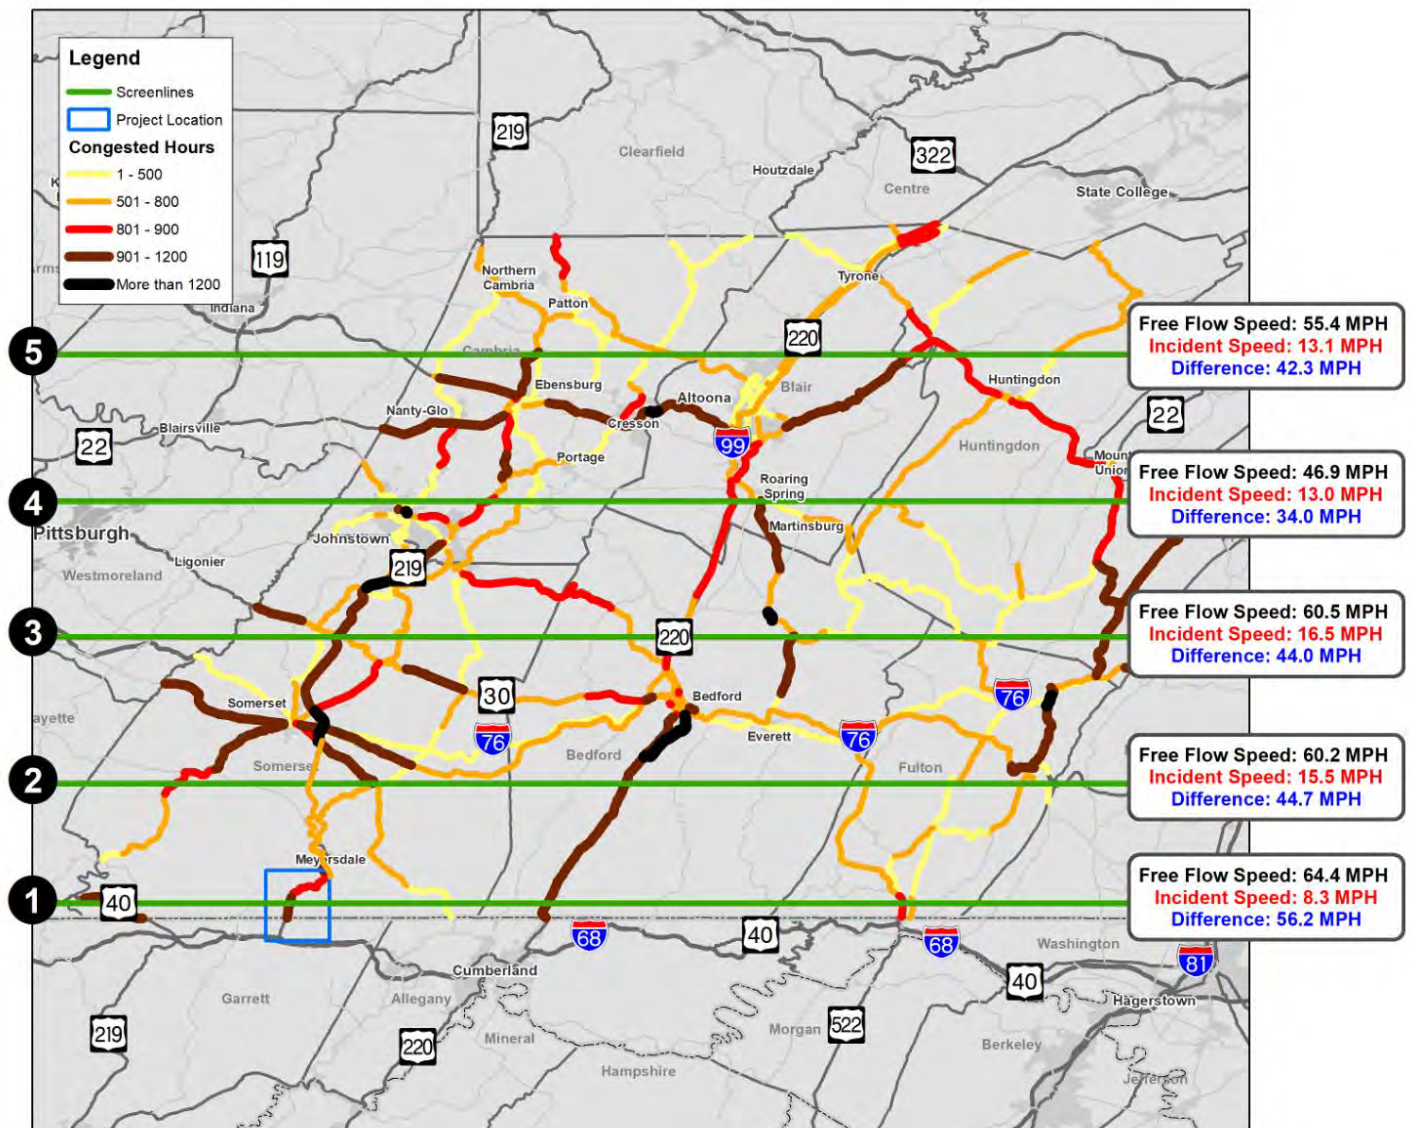 Legend
Screenlines
Project Location
Congested Hours
1 - 500
501 - 800
801 - 900
901 - 1200
More than 1200
219
Clearfield
Houtzdale
322
Centre
State College
119
Indiana
Northern
Cambria
Patton
Tyrone
220
5
Cambria
Free Flow Speed: 55.4 MPH
Incident Speed: 13.1 MPH
Difference: 42.3 MPH
Ebensburg
Blair
Huntingdon
Nanty-Glo
Altoona
Cresson
22
Blairsville
99
Huntingdon
22
Portage
Mount
Union
Roaring
Spring
4
Free Flow Speed: 46.9 MPH
Incident Speed: 13.0 MPH
Difference: 34.0 MPH
Pittsburgh
Johnstown
Martinsburg
Ligonier
219
Westmoreland
3
220
Free Flow Speed: 60.5 MPH
Incident Speed: 16.5 MPH
Difference: 44.0 MPH
Somerset
30
Bedford
76
ayette
76
Bedford
Everett
76
Somerset
Fulton
2
Free Flow Speed: 60.2 MPH
Incident Speed: 15.5 MPH
Difference: 44.7 MPH
Meyersdale
1
40
Free Flow Speed: 64.4 MPH
Incident Speed: 8.3 MPH
Difference: 56.2 MPH
68
40
68
Washington
81
Cumberland
40
Garrett
Allegany
Hagerstown
219
220
Mineral
Morgan
522
Berkeley
Hampshire
Jefferson